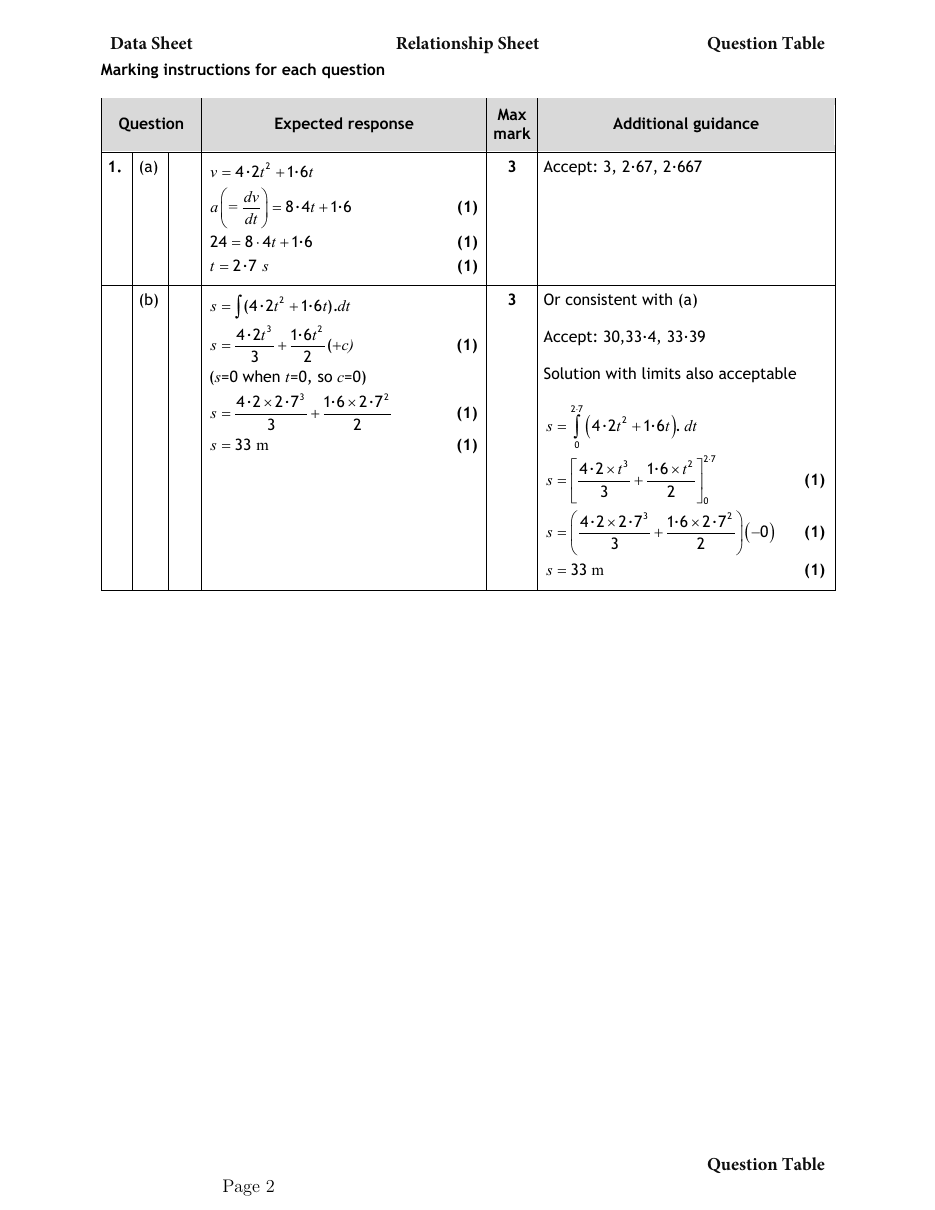 Data Sheet Relationship Sheet Question Table
Marking instructions for each question
Question Expected response Max mark Additional guidance
1. (a) v = 4·2t² + 1·6t 3 Accept: 3, 2·67, 2·667
a(= dv/dt) = 8·4t + 1·6 (1)
24 = 8·4t + 1·6 (1)
t = 2·7 s (1)
(b) s = ∫(4·2t² + 1·6t).dt 3 Or consistent with (a)
s = 4·2t³/3 + 1·6t²/2 (+c) (1)
(s=0 when t=0, so c=0)
s = 4·2 × 2·7³/3 + 1·6 × 2·7²/2 (1)
s = 33 m (1)
Accept: 30,33·4, 33·39
Solution with limits also acceptable
s = ∫₀^2·7 (4·2t² + 1·6t). dt
s = [4·2 × t³/3 + 1·6 × t²/2]₀^2·7 (1)
s = (4·2 × 2·7³/3 + 1·6 × 2·7²/2)(−0) (1)
s = 33 m (1)
Question Table
Page 2